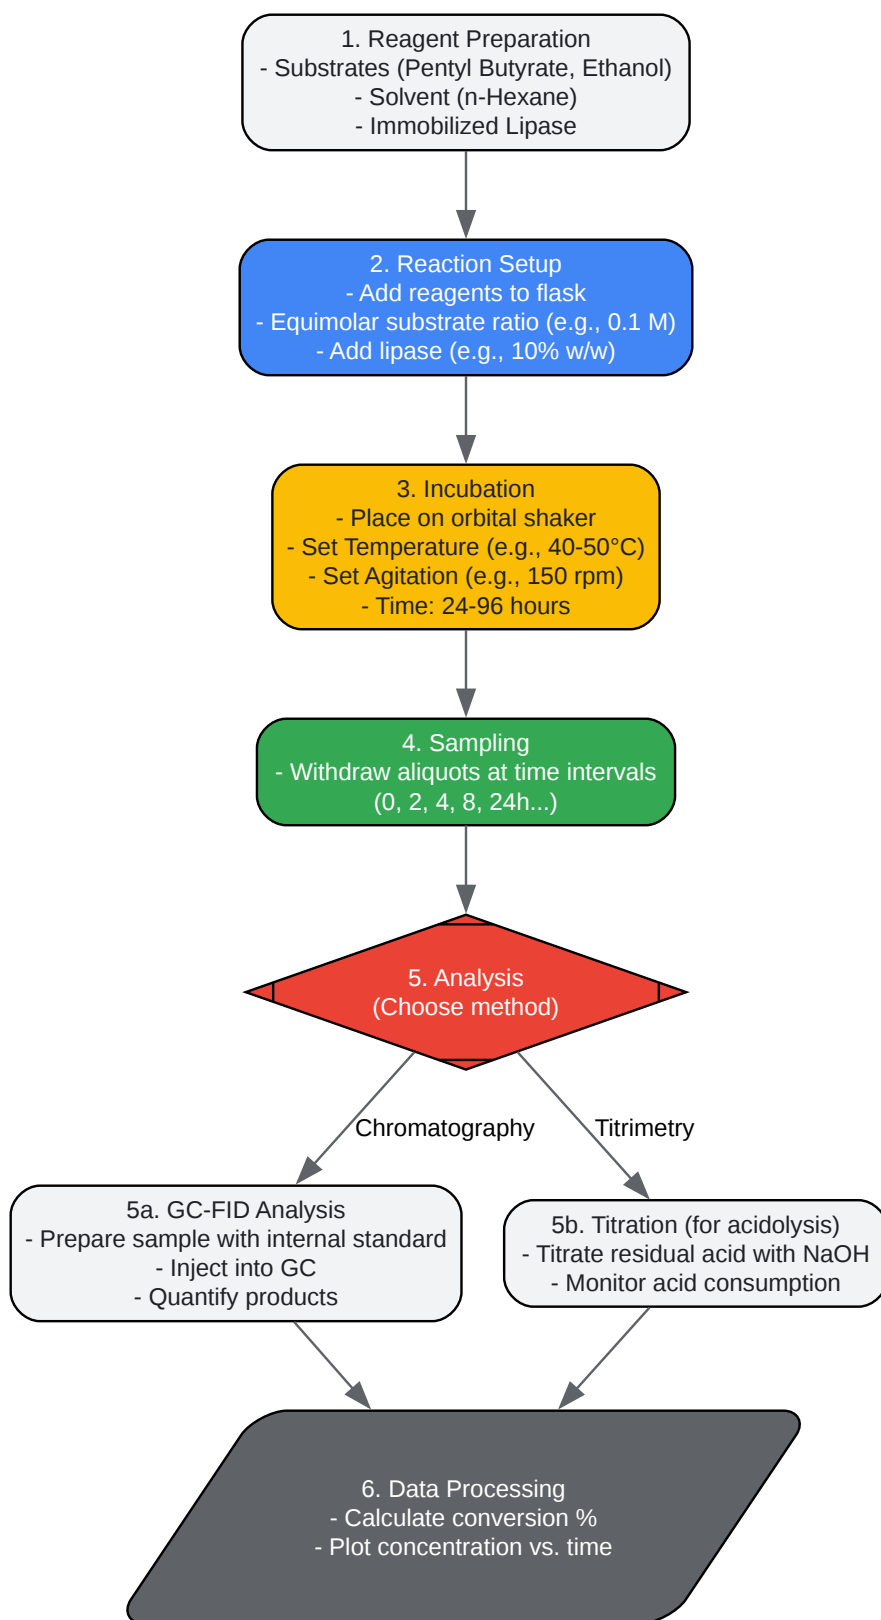 1. Reagent Preparation
- Substrates (Pentyl Butyrate, Ethanol)
- Solvent (n-Hexane)
- Immobilized Lipase
2. Reaction Setup
- Add reagents to flask
- Equimolar substrate ratio (e.g., 0.1 M)
- Add lipase (e.g., 10% w/w)
3. Incubation
- Place on orbital shaker
- Set Temperature (e.g., 40-50°C)
- Set Agitation (e.g., 150 rpm)
- Time: 24-96 hours
4. Sampling
- Withdraw aliquots at time intervals
(0, 2, 4, 8, 24h...)
5. Analysis
(Choose method)
Chromatography
Titrimetry
5a. GC-FID Analysis
- Prepare sample with internal standard
- Inject into GC
- Quantify products
5b. Titration (for acidolysis)
- Titrate residual acid with NaOH
- Monitor acid consumption
6. Data Processing
- Calculate conversion %
- Plot concentration vs. time